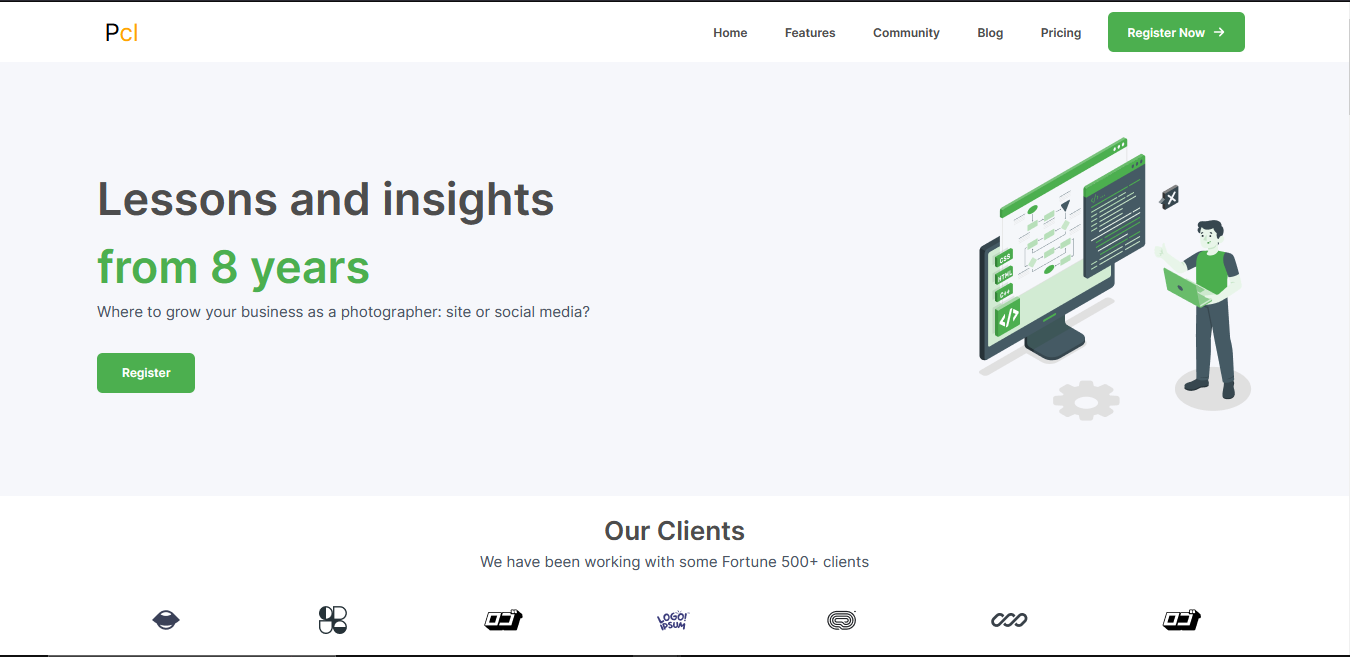 Pcl
Home Features Community Blog Pricing Register Now
Lessons and insights
from 8 years
Where to grow your business as a photographer: site or social media?
Register
CSS
HTML
C++
</>
Our Clients
We have been working with some Fortune 500+ clients
LOGO!
IPSUM